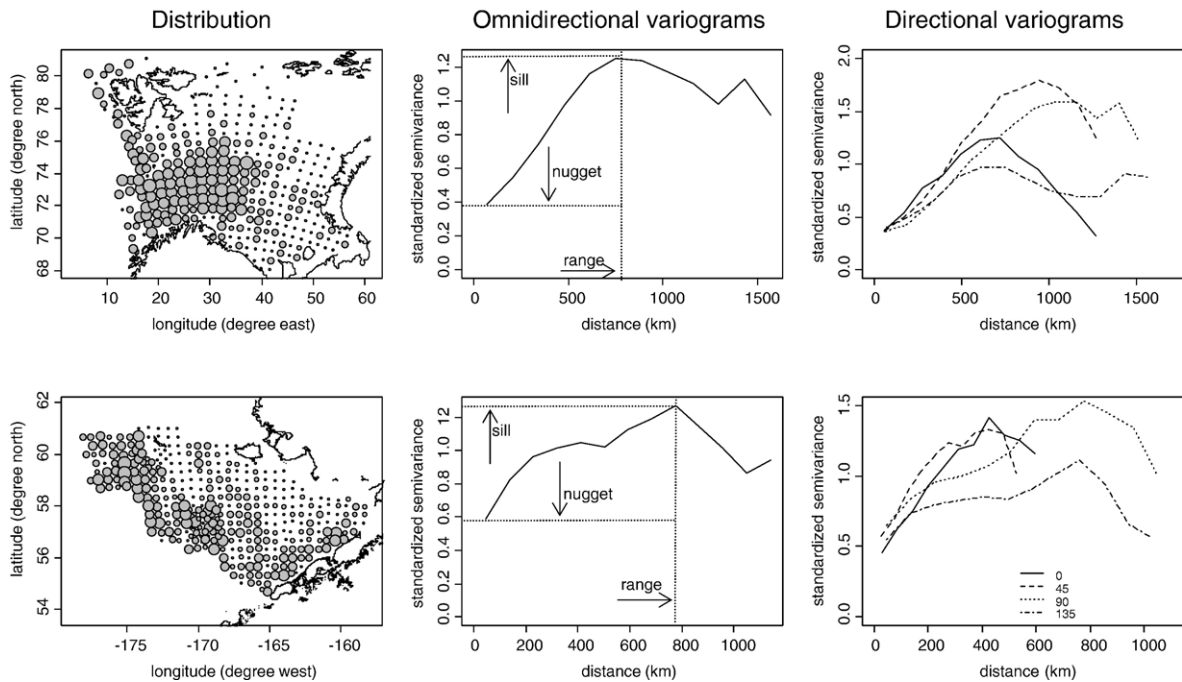 Distribution
Omnidirectional variograms
Directional variograms
latitude (degree north)
80
78
76
74
72
70
68
10 20 30 40 50 60
longitude (degree east)
standardized semivariance
1.2
1.0
0.8
0.6
0.4
0.2
0.0
sill
nugget
range
0 500 1000 1500
distance (km)
standardized semivariance
2.0
1.5
1.0
0.5
0.0
0 500 1000 1500
distance (km)
latitude (degree north)
62
60
58
56
54
-175 -170 -165 -160
longitude (degree west)
standardized semivariance
1.2
1.0
0.8
0.6
0.4
0.2
0.0
sill
nugget
range
0 200 400 600 800 1000
distance (km)
standardized semivariance
1.5
1.0
0.5
0.0
0
45
90
135
0 200 400 600 800 1000
distance (km)